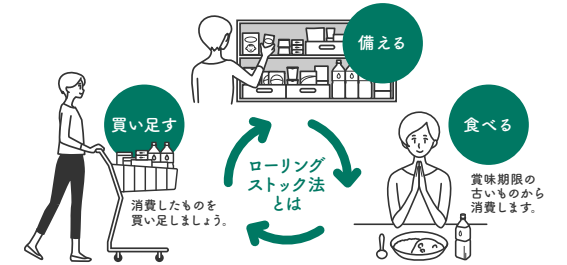 備える
食べる
賞味期限の
古いものから
消費します。
買い足す
消費したものを
買い足しましょう。
ローリング
ストック法
とは